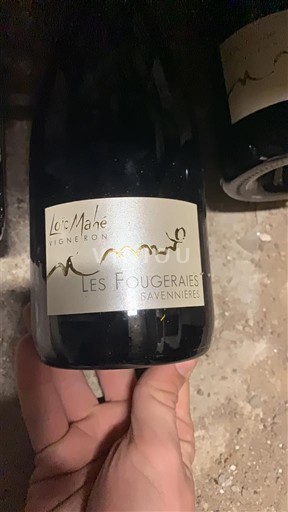 Loïc Mahé
VIGNERON
LES FOUGERAIES
SAVENNIÈRES